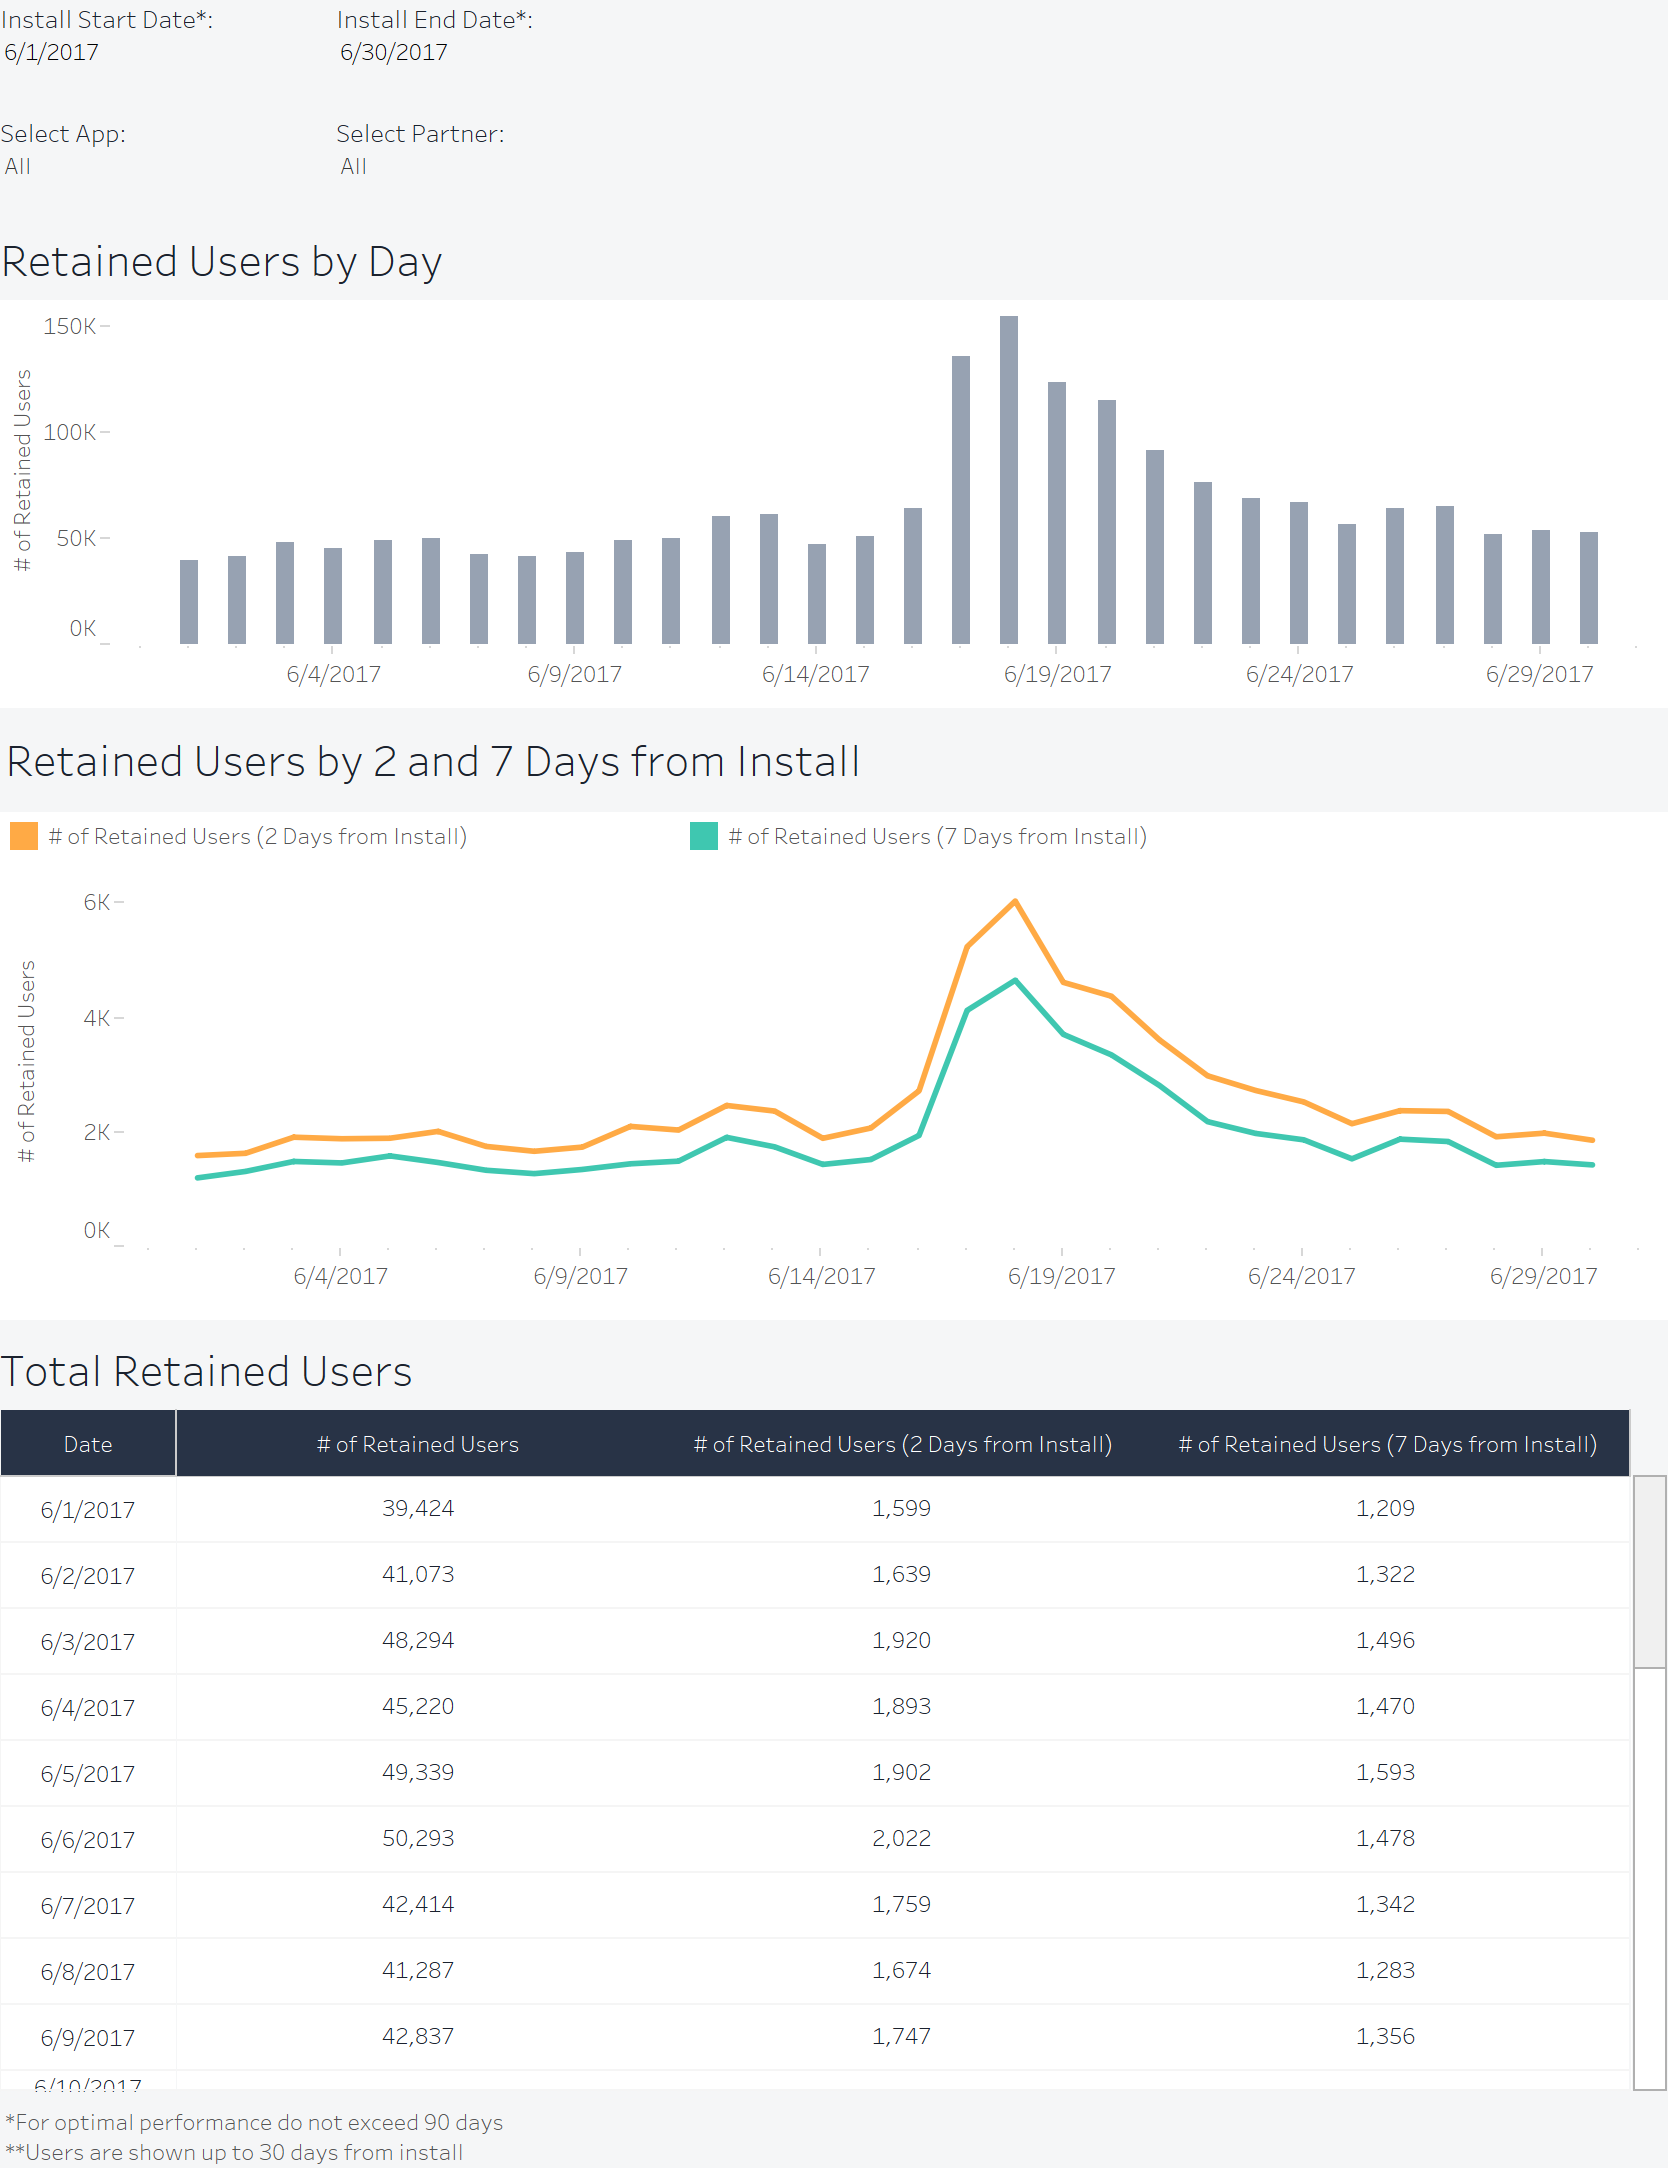 Install Start Date*: Install End Date*:
6/1/2017 6/30/2017
Select App: Select Partner:
All All
Retained Users by Day
150K
100K
50K
0K
# of Retained Users
6/4/2017 6/9/2017 6/14/2017 6/19/2017 6/24/2017 6/29/2017
Retained Users by 2 and 7 Days from Install
# of Retained Users (2 Days from Install) # of Retained Users (7 Days from Install)
6K
4K
2K
0K
# of Retained Users
6/4/2017 6/9/2017 6/14/2017 6/19/2017 6/24/2017 6/29/2017
Total Retained Users
Date # of Retained Users # of Retained Users (2 Days from Install) # of Retained Users (7 Days from Install)
6/1/2017 39,424 1,599 1,209
6/2/2017 41,073 1,639 1,322
6/3/2017 48,294 1,920 1,496
6/4/2017 45,220 1,893 1,470
6/5/2017 49,339 1,902 1,593
6/6/2017 50,293 2,022 1,478
6/7/2017 42,414 1,759 1,342
6/8/2017 41,287 1,674 1,283
6/9/2017 42,837 1,747 1,356
6/10/2017
*For optimal performance do not exceed 90 days
**Users are shown up to 30 days from install